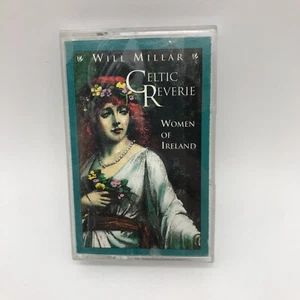 WILL MILLAR
CELTIC
REVERIE
WOMEN
OF
IRELAND